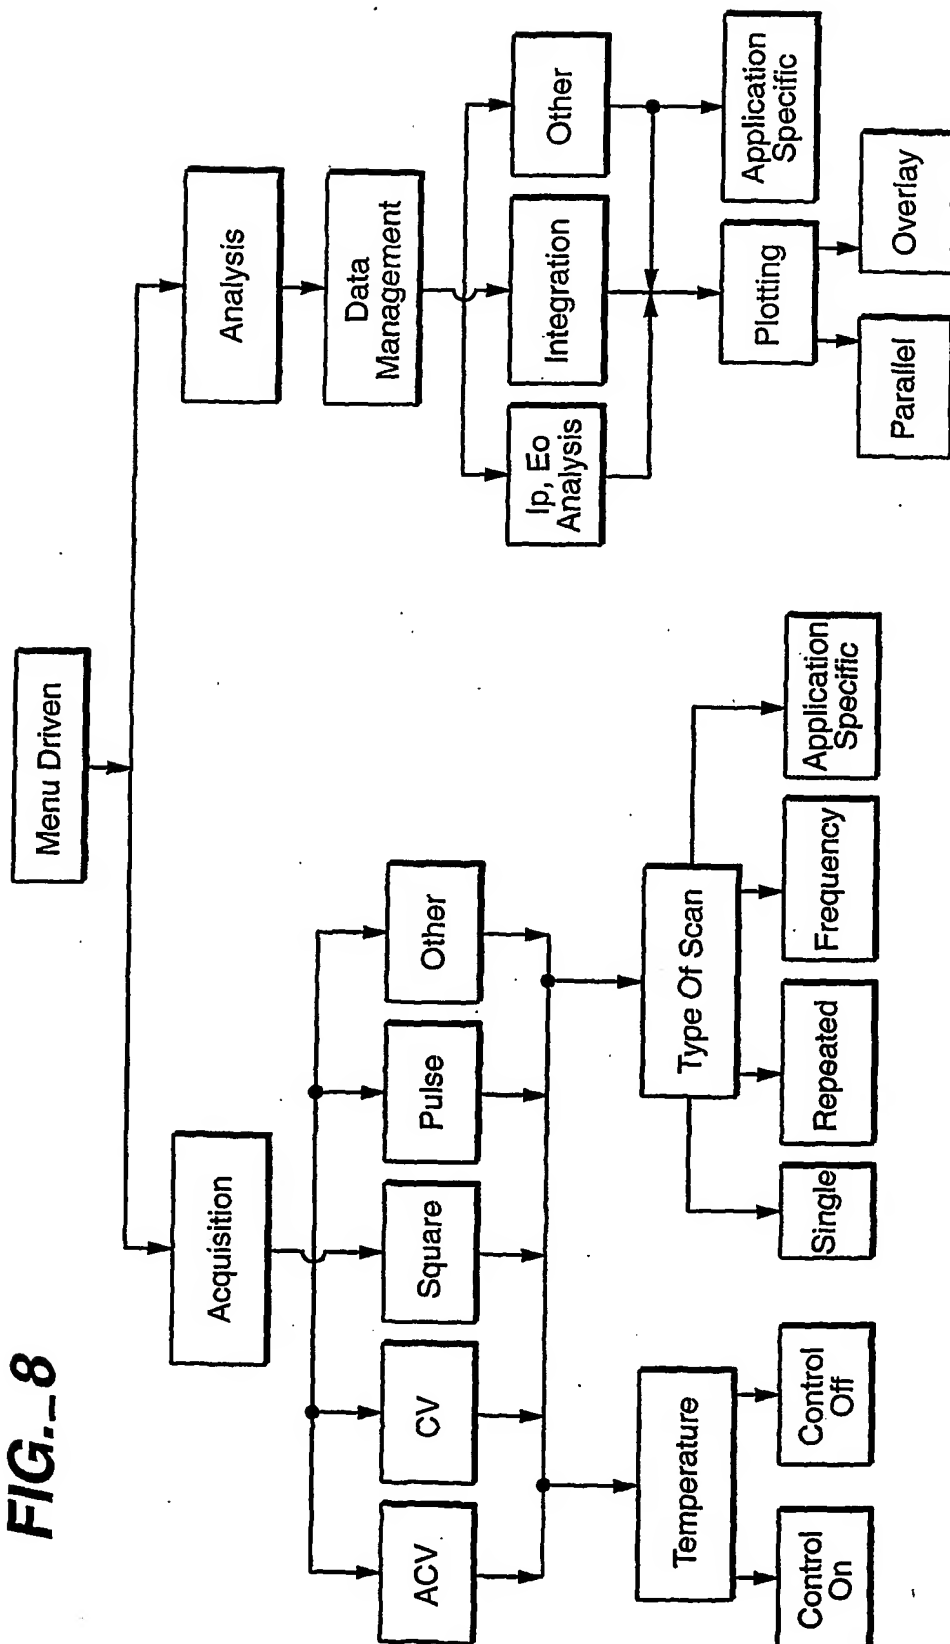 FIG._8
Menu Driven
Acquisition
Analysis
ACV
CV
Square
Pulse
Other
Data
Management
Ip, Eo
Analysis
Integration
Other
Temperature
Type Of Scan
Plotting
Application
Specific
Control
On
Control
Off
Single
Repeated
Frequency
Application
Specific
Parallel
Overlay